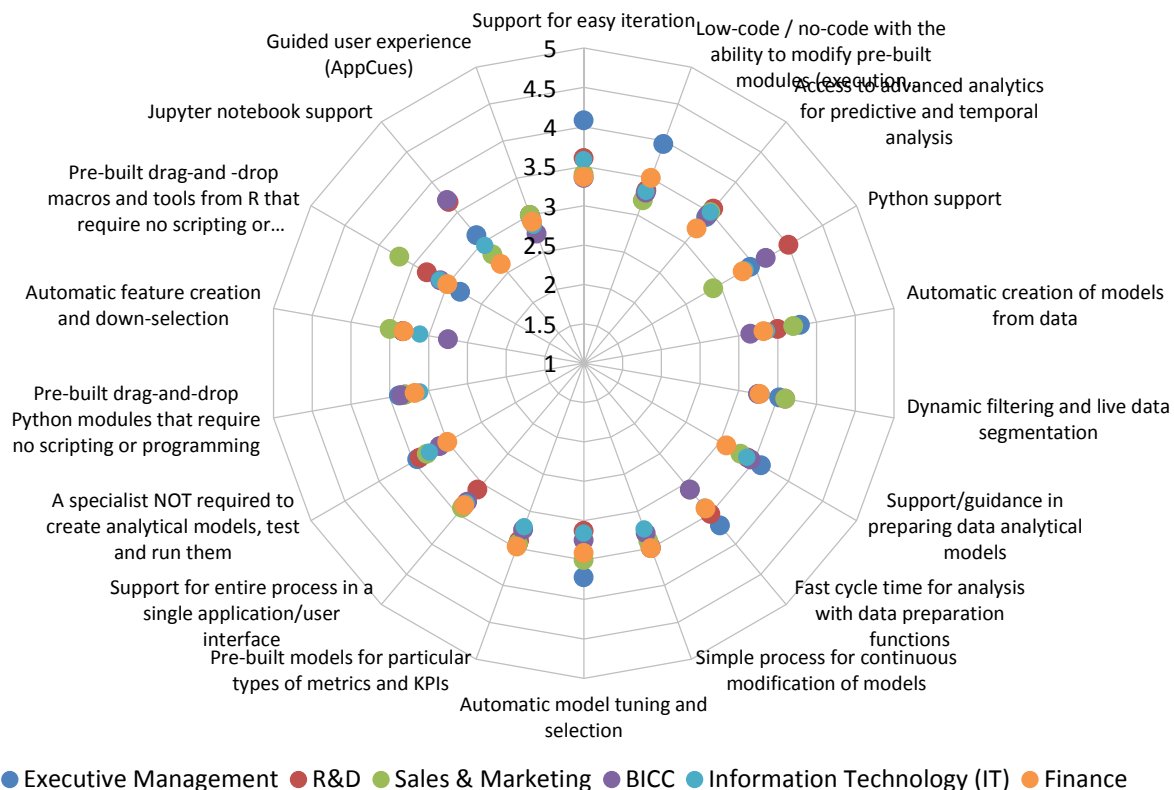 Support for easy iteration
Low-code / no-code with the
ability to modify pre-built
modules (execution,
Access to advanced analytics
for predictive and temporal
analysis
Python support
Automatic creation of models
from data
Dynamic filtering and live data
segmentation
Support/guidance in
preparing data analytical
models
Fast cycle time for analysis
with data preparation
functions
Simple process for continuous
modification of models
Automatic model tuning and
selection
Pre-built models for particular
types of metrics and KPIs
Support for entire process in a
single application/user
interface
A specialist NOT required to
create analytical models, test
and run them
Pre-built drag-and-drop
Python modules that require
no scripting or programming
Automatic feature creation
and down-selection
Pre-built drag-and -drop
macros and tools from R that
require no scripting or…
Jupyter notebook support
Guided user experience
(AppCues)
5
4.5
4
3.5
3
2.5
2
1.5
1
Executive Management R&D Sales & Marketing BICC Information Technology (IT) Finance